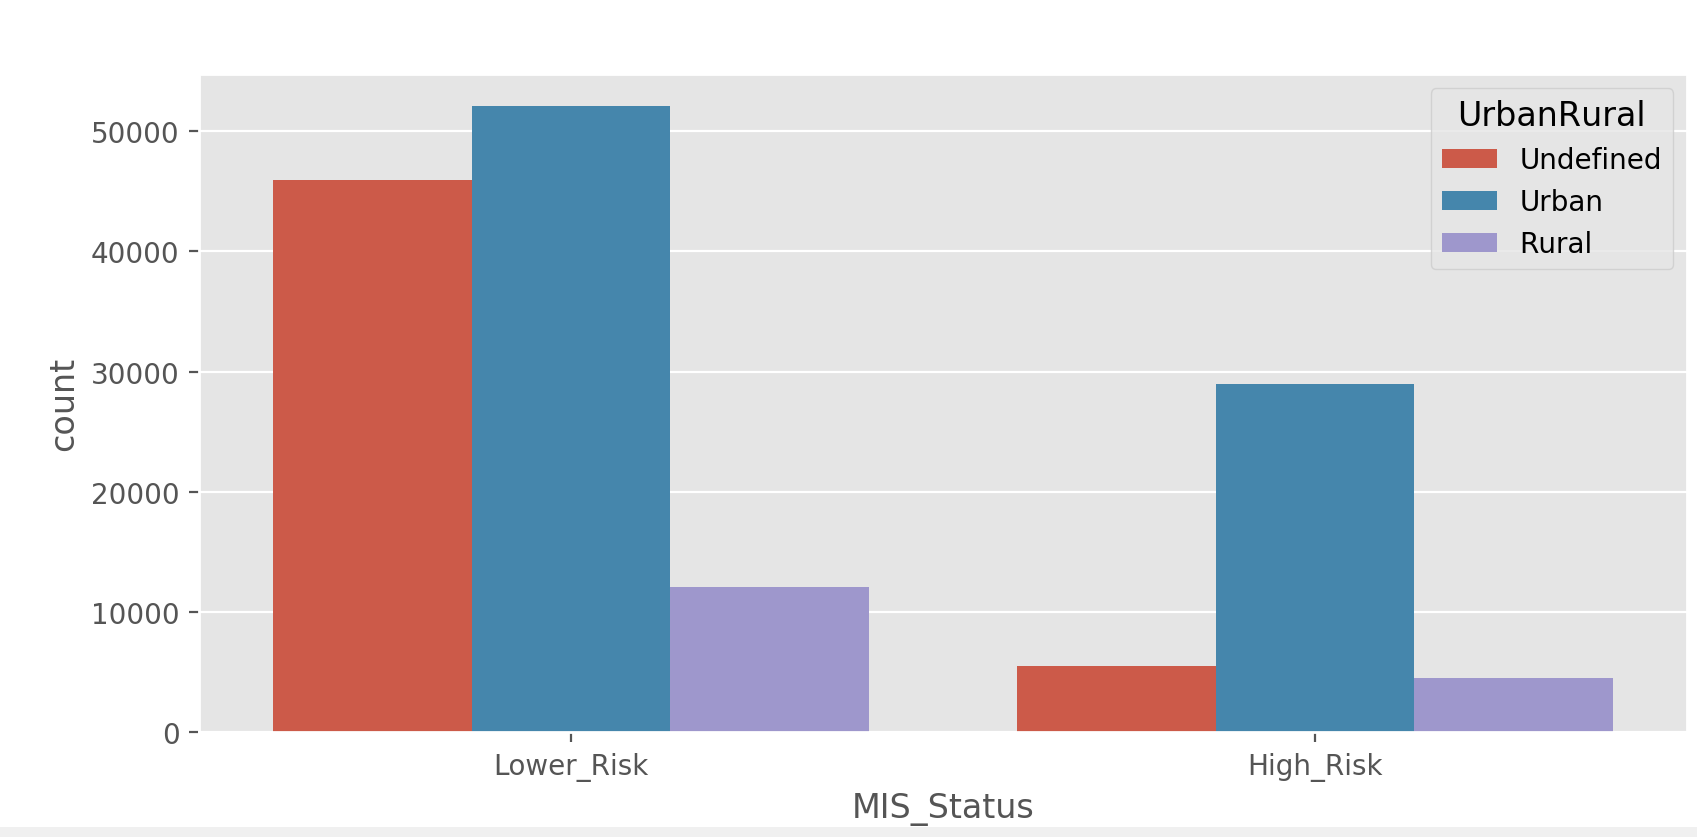 UrbanRural
Undefined
Urban
Rural
50000
40000
30000
20000
10000
0
count
Lower_Risk
High_Risk
MIS_Status